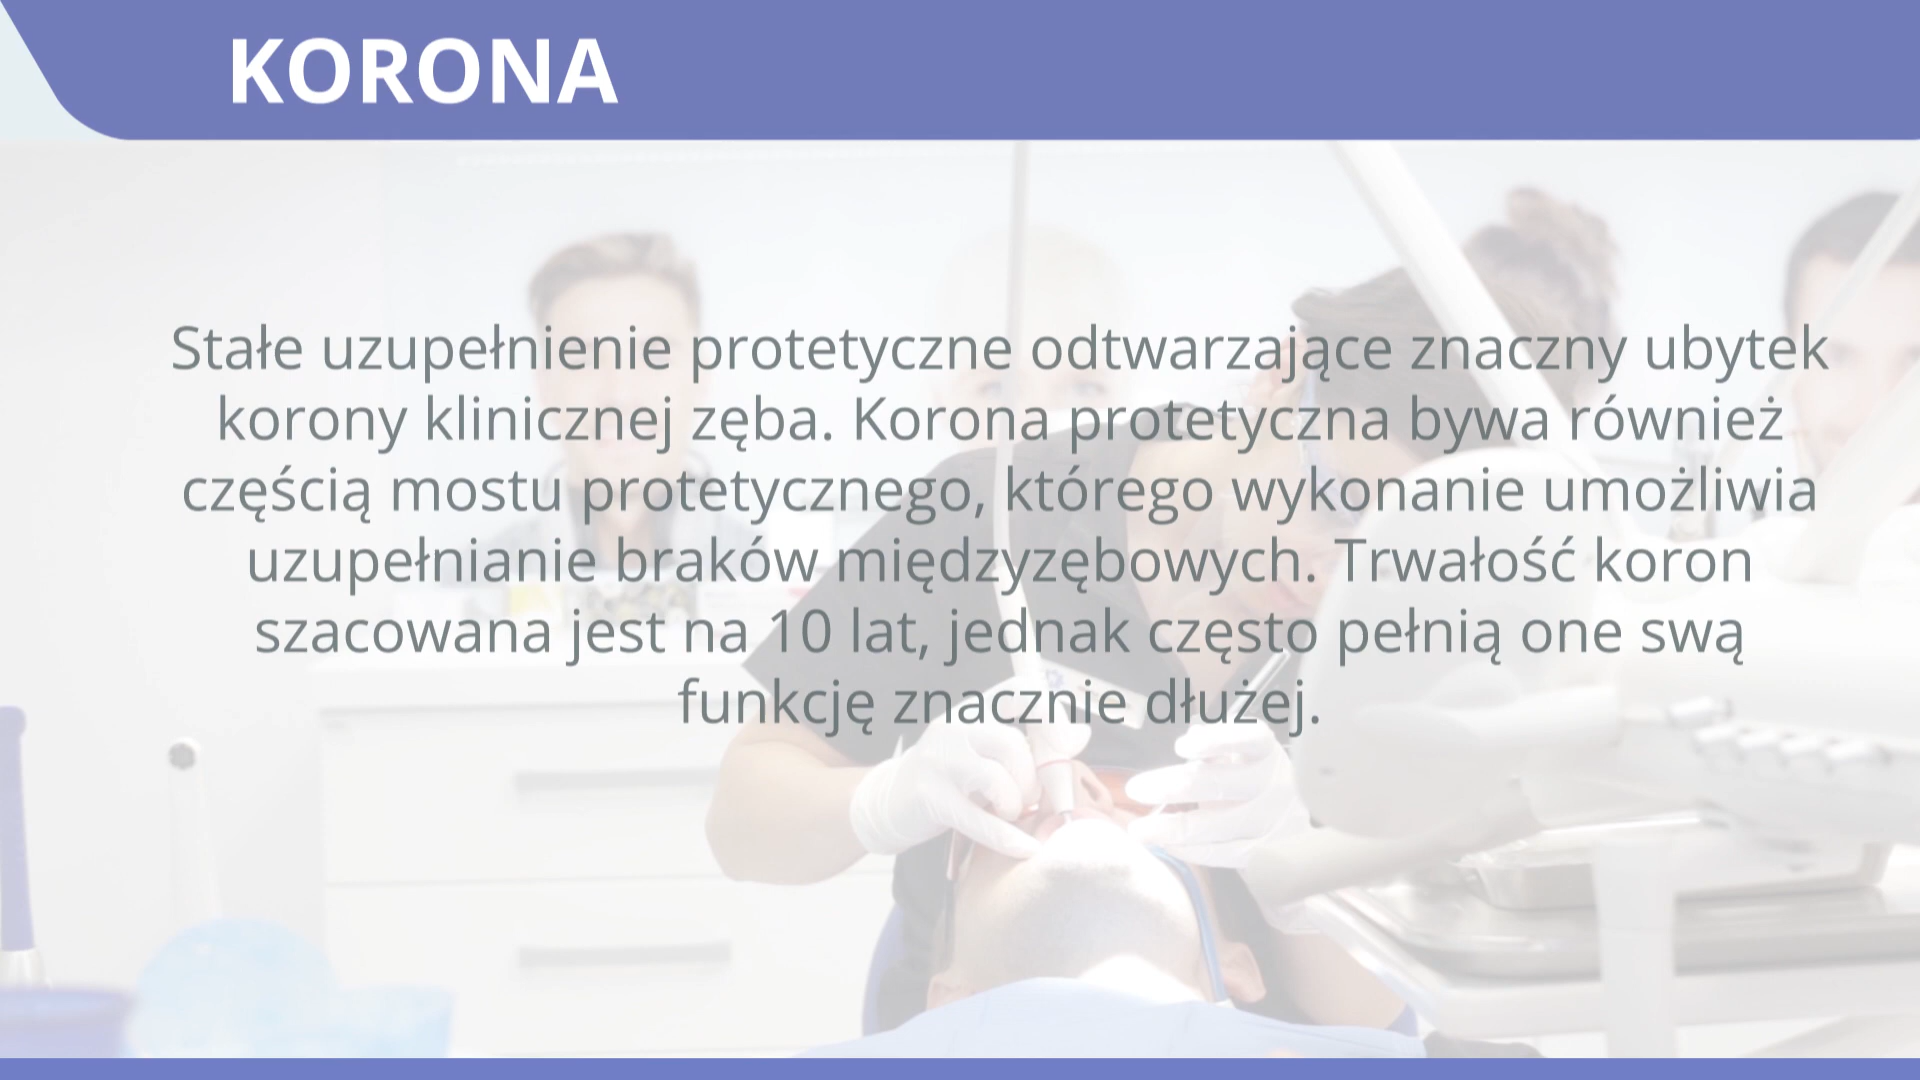 KORONA
Stałe uzupełnienie protetyczne odtwarzające znaczny ubytek
korony klinicznej zęba. Korona protetyczna bywa również
częścią mostu protetycznego, którego wykonanie umożliwia
uzupełnianie braków międzyzębowych. Trwałość koron
szacowana jest na 10 lat, jednak często pełnią one swą
funkcję znacznie dłużej.